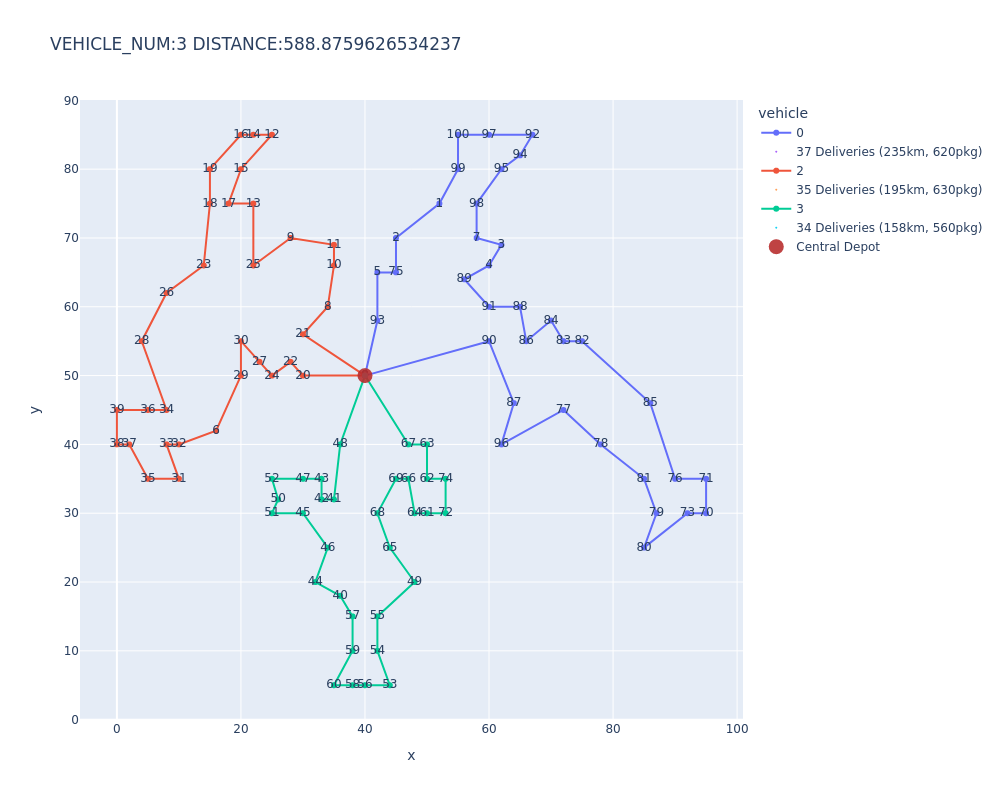 VEHICLE_NUM:3 DISTANCE:588.8759626534237
vehicle
0
37 Deliveries (235km, 620pkg)
2
35 Deliveries (195km, 630pkg)
3
34 Deliveries (158km, 560pkg)
Central Depot
90
16 14 12 100 97 92
94
80
19 15 99 95
18 17 13 1 98
70
9 2 7
11 3
23 25 10 4
5 75
89
26
60
8 91 88
93 84
21
28 30 90 86 83 82
27 22
50
29 24 20
87 85
39 36 34 77
6
40
38 37 33 32 48 67 63 96 78
35 31 52 47 43 69 66 62 74 81 76 71
50 42 41
30
51 45 68 64 61 72 79 73 70
46 65 80
20
44 49
40
57 55
10
59 54
60 58 56 53
0
0 20 40 60 80 100
x
y